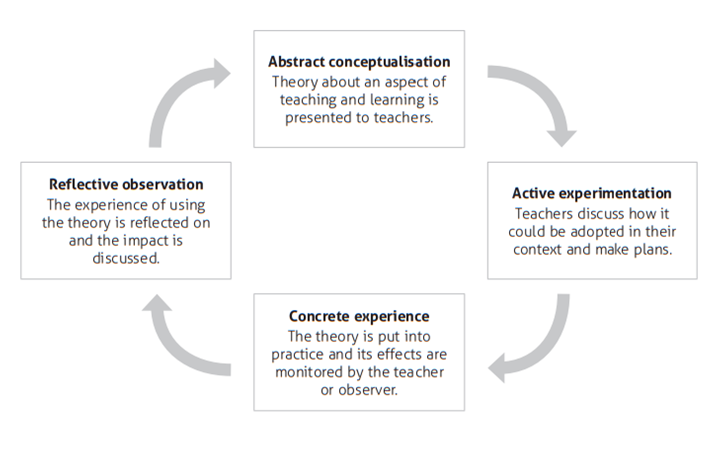 Abstract conceptualisation
Theory about an aspect of
teaching and learning is
presented to teachers.
Reflective observation
The experience of using
the theory is reflected on
and the impact is
discussed.
Active experimentation
Teachers discuss how it
could be adopted in their
context and make plans.
Concrete experience
The theory is put into
practice and its effects are
monitored by the teacher
or observer.